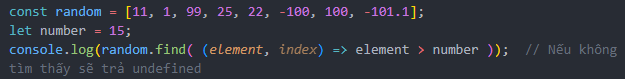 const random = [11, 1, 99, 25, 22, -100, 100, -101.1];
let number = 15;
console.log(random.find( (element, index) => element > number ));  // Nếu không
tìm thấy sẽ trả undefined